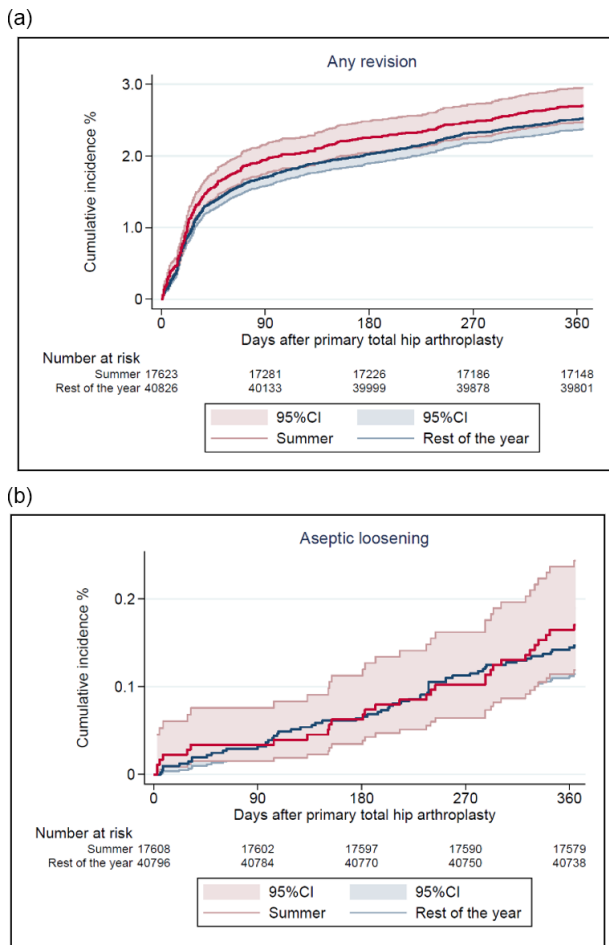 (a)
Any revision
3.0
2.0
1.0
0
Cumulative incidence %
0 90 180 270 360
Days after primary total hip arthroplasty
Number at risk
Summer 17623 17281 17226 17186 17148
Rest of the year 40826 40133 39999 39878 39801
95%CI 95%CI
Summer Rest of the year
(b)
Aseptic loosening
0.2
0.1
0
Cumulative incidence %
0 90 180 270 360
Days after primary total hip arthroplasty
Number at risk
Summer 17608 17602 17597 17590 17579
Rest of the year 40796 40784 40770 40750 40738
95%CI 95%CI
Summer Rest of the year